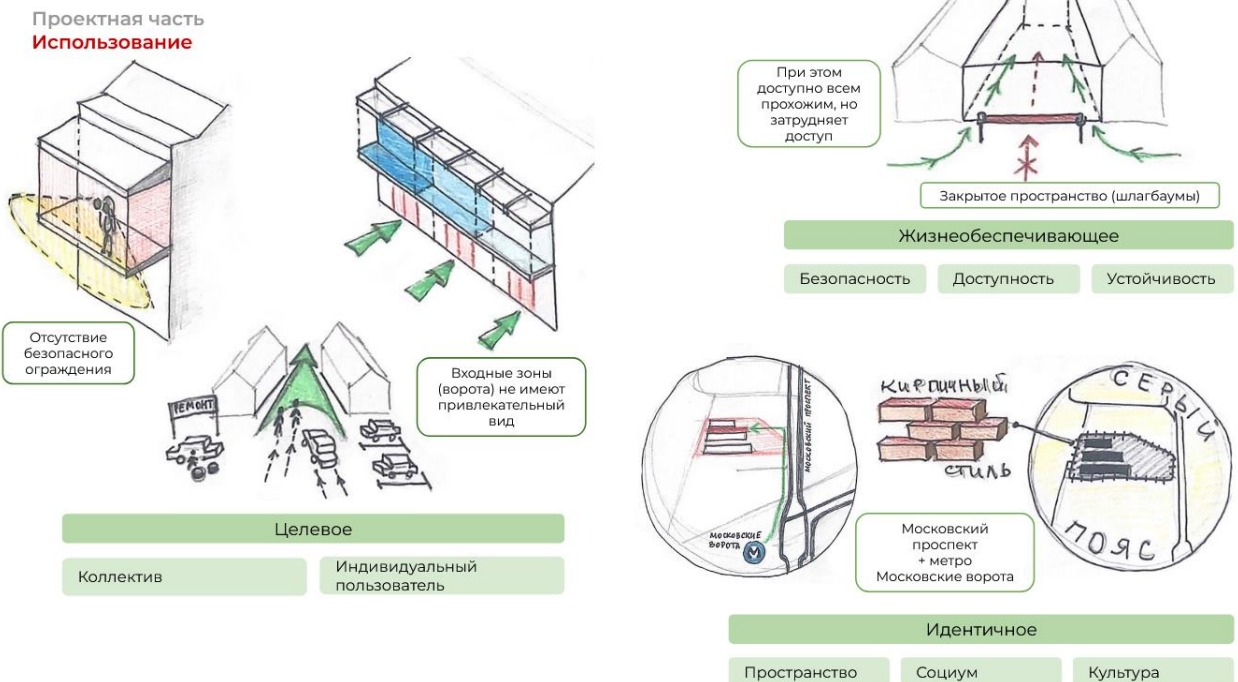 Проектная часть
Использование
Отсутствие
безопасного
ограждения
Входные зоны
(ворота) не имеют
привлекательный
вид
РЕМОНТ
Целевое
Коллектив
Индивидуальный
пользователь
При этом
доступно всем
прохожим, но
затрудняет
доступ
Закрытое пространство (шлагбаумы)
Жизнеобеспечивающее
Безопасность
Доступность
Устойчивость
МОСКОВСКИЙ ПРОСПЕКТ
МОСКОВСКИЕ
ВОРОТА
М
КИРПИЧНЫЙ
СТИЛЬ
СЕРЫЙ
ПОЯС
Московский
проспект
+ метро
Московские ворота
Идентичное
Пространство
Социум
Культура